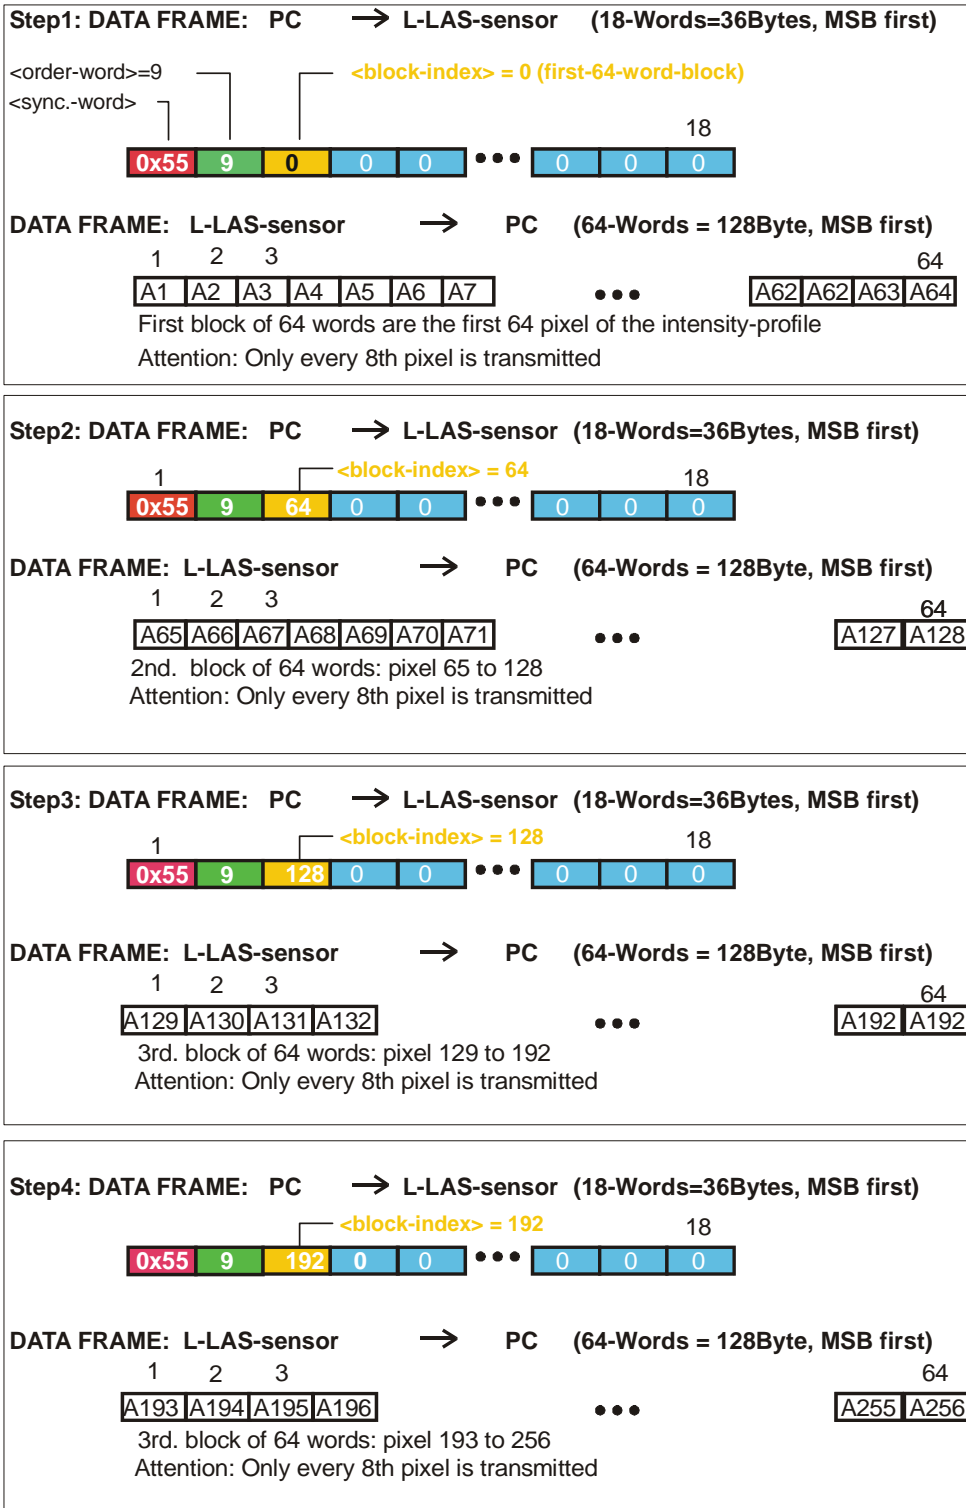 Step1: DATA FRAME: PC → L-LAS-sensor (18-Words=36Bytes, MSB first)
<order-word>=9 <block-index> = 0 (first-64-word-block)
<sync.-word>
18
0x55 9 0 0 0 ●●● 0 0 0
DATA FRAME: L-LAS-sensor → PC (64-Words = 128Byte, MSB first)
1 2 3 64
A1 A2 A3 A4 A5 A6 A7 ●●● A62 A62 A63 A64
First block of 64 words are the first 64 pixel of the intensity-profile
Attention: Only every 8th pixel is transmitted
Step2: DATA FRAME: PC → L-LAS-sensor (18-Words=36Bytes, MSB first)
<block-index> = 64
1 18
0x55 9 64 0 0 ●●● 0 0 0
DATA FRAME: L-LAS-sensor → PC (64-Words = 128Byte, MSB first)
1 2 3 64
A65 A66 A67 A68 A69 A70 A71 ●●● A127 A128
2nd. block of 64 words: pixel 65 to 128
Attention: Only every 8th pixel is transmitted
Step3: DATA FRAME: PC → L-LAS-sensor (18-Words=36Bytes, MSB first)
<block-index> = 128
1 18
0x55 9 128 0 0 ●●● 0 0 0
DATA FRAME: L-LAS-sensor → PC (64-Words = 128Byte, MSB first)
1 2 3 64
A129 A130 A131 A132 ●●● A192 A192
3rd. block of 64 words: pixel 129 to 192
Attention: Only every 8th pixel is transmitted
Step4: DATA FRAME: PC → L-LAS-sensor (18-Words=36Bytes, MSB first)
<block-index> = 192
18
0x55 9 192 0 0 ●●● 0 0 0
DATA FRAME: L-LAS-sensor → PC (64-Words = 128Byte, MSB first)
1 2 3 64
A193 A194 A195 A196 ●●● A255 A256
3rd. block of 64 words: pixel 193 to 256
Attention: Only every 8th pixel is transmitted